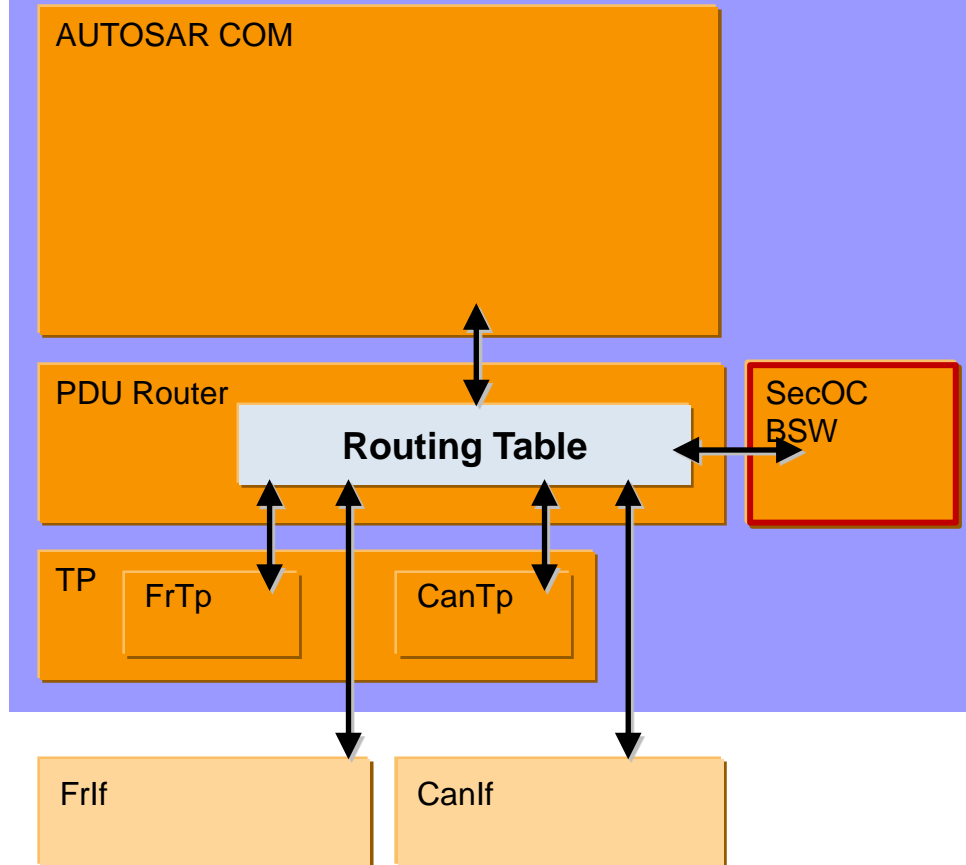 AUTOSAR COM
PDU Router
Routing Table
SecOC
BSW
TP
FrTp
CanTp
FrIf
CanIf